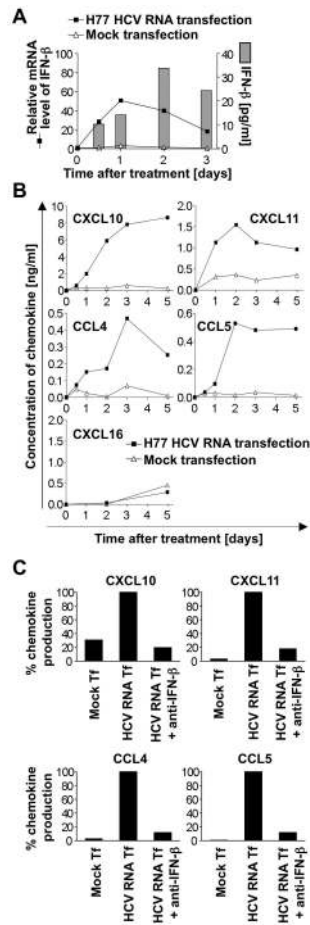 A
H77 HCV RNA transfection
Mock transfection
Relative mRNA
level of IFN-β
100
80
60
40
20
0
IFN-β [pg/ml]
40
30
20
10
0
0 1 2 3
Time after treatment [days]
B
Concentration of chemokine [ng/ml]
CXCL10
10
8
6
4
2
0
0 1 2 3 4 5
CXCL11
2.0
1.5
1.0
0.5
0
0 1 2 3 4 5
CCL4
0.6
0.4
0.2
0.0
0 1 2 3 4 5
CCL5
0.6
0.4
0.2
0.0
0 1 2 3 4 5
CXCL16
2.0
1.5
1.0
0.5
0.0
0 1 2 3 4 5
H77 HCV RNA transfection
Mock transfection
Time after treatment [days]
C
% chemokine
production
CXCL10
100
80
60
40
20
0
Mock Tf
HCV RNA Tf
HCV RNA Tf
+ anti-IFN-β
CXCL11
100
80
60
40
20
0
Mock Tf
HCV RNA Tf
HCV RNA Tf
+ anti-IFN-β
% chemokine
production
CCL4
100
80
60
40
20
0
Mock Tf
HCV RNA Tf
HCV RNA Tf
+ anti-IFN-β
CCL5
100
80
60
40
20
0
Mock Tf
HCV RNA Tf
HCV RNA Tf
+ anti-IFN-β